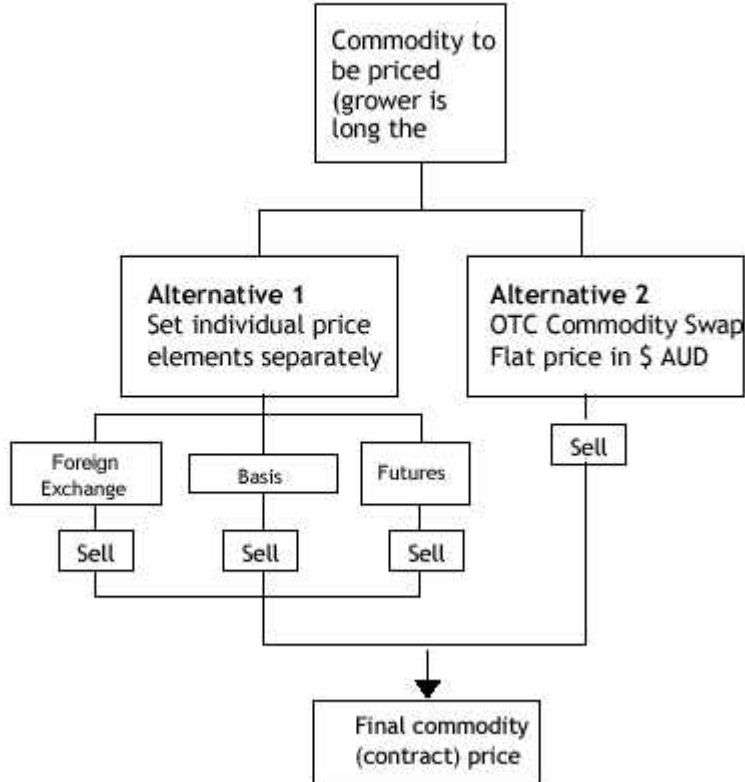 Commodity to
be priced
(grower is
long the
Alternative 1
Set individual price
elements separately
Alternative 2
OTC Commodity Swap
Flat price in $ AUD
Foreign
Exchange
Basis
Futures
Sell
Sell
Sell
Sell
Final commodity
(contract) price